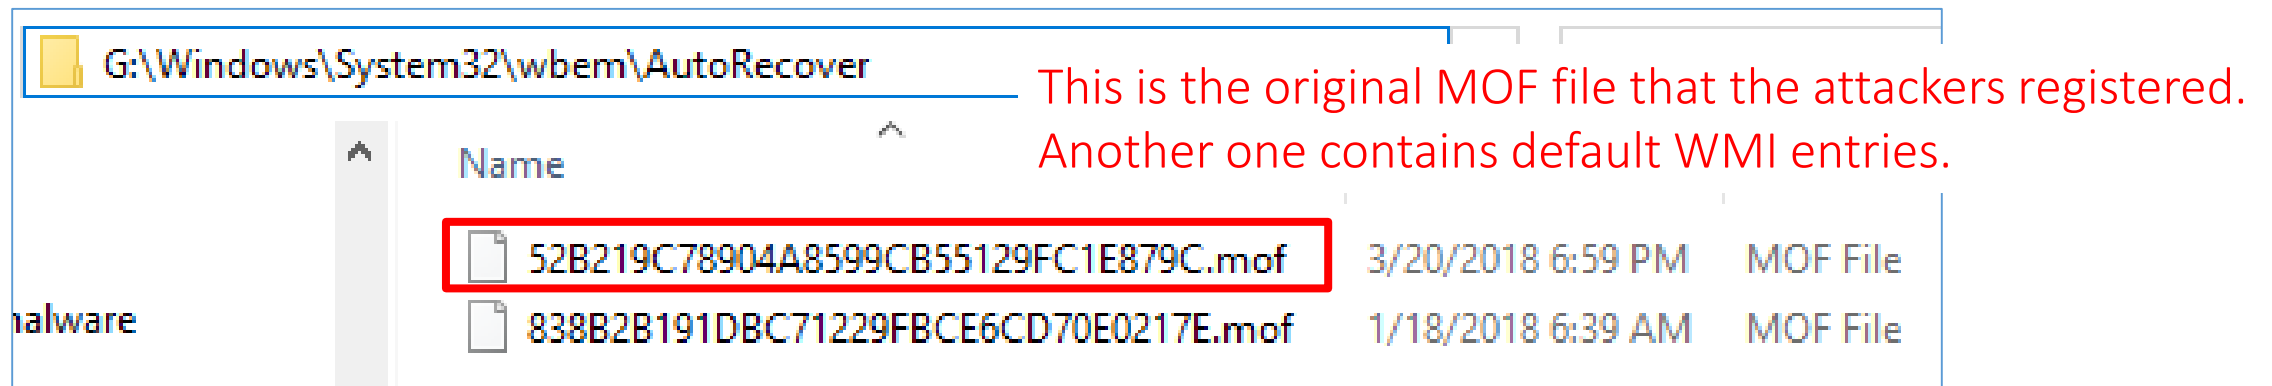 G:\Windows\System32\wbem\AutoRecover
This is the original MOF file that the attackers registered.
Another one contains default WMI entries.
Name
52B219C78904A8599CB55129FC1E879C.mof 3/20/2018 6:59 PM MOF File
malware
838B2B191DBC71229FBCE6CD70E0217E.mof 1/18/2018 6:39 AM MOF File